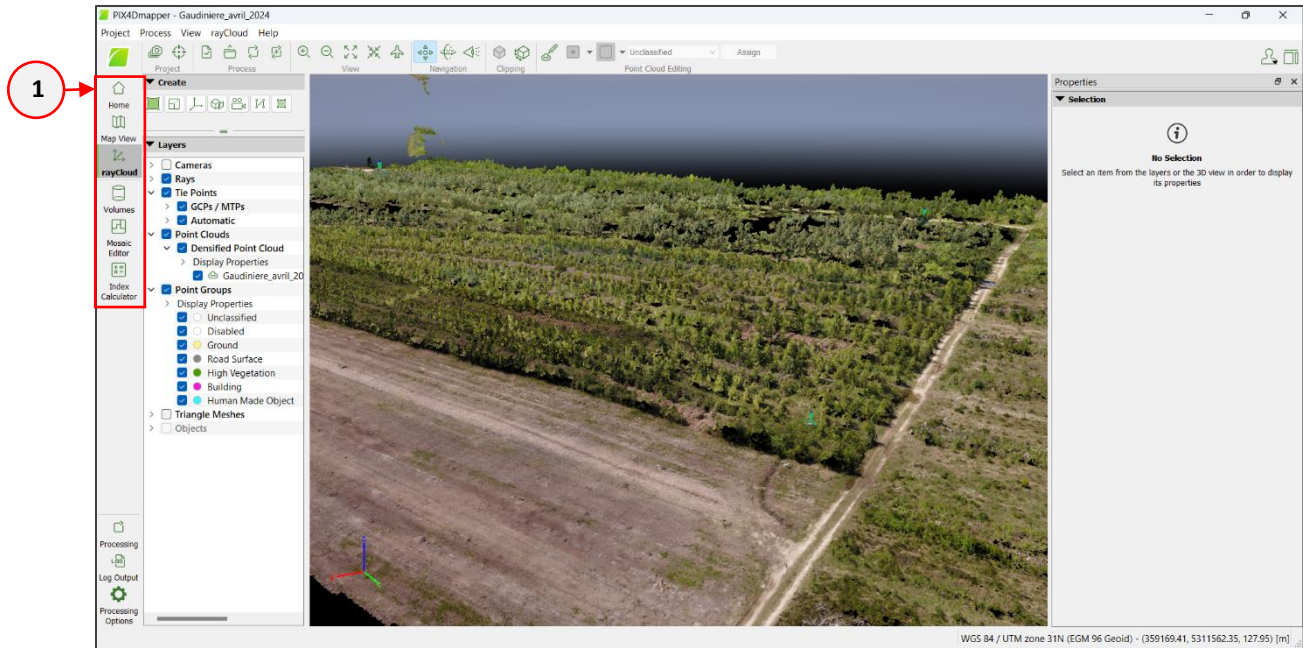 PIX4Dmapper - Gaudiniere_avril_2024
Project Process View rayCloud Help
Unclassified
Assign
Project
Process
View
Navigation
Clipping
Point Cloud Editing
1
Home
Map View
rayCloud
Volumes
Mosaic
Editor
Index
Calculator
Processing
LOG
Log Output
Processing
Options
Create
Layers
Cameras
Rays
Tie Points
GCPs / MTPs
Automatic
Point Clouds
Densified Point Cloud
Display Properties
Gaudiniere_avril_20
Point Groups
Display Properties
Unclassified
Disabled
Ground
Road Surface
High Vegetation
Building
Human Made Object
Triangle Meshes
Objects
Properties
Selection
No Selection
Select an item from the layers or the 3D view in order to display
its properties
WGS 84 / UTM zone 31N (EGM 96 Geoid) - (359169.41, 5311562.35, 127.95) [m]